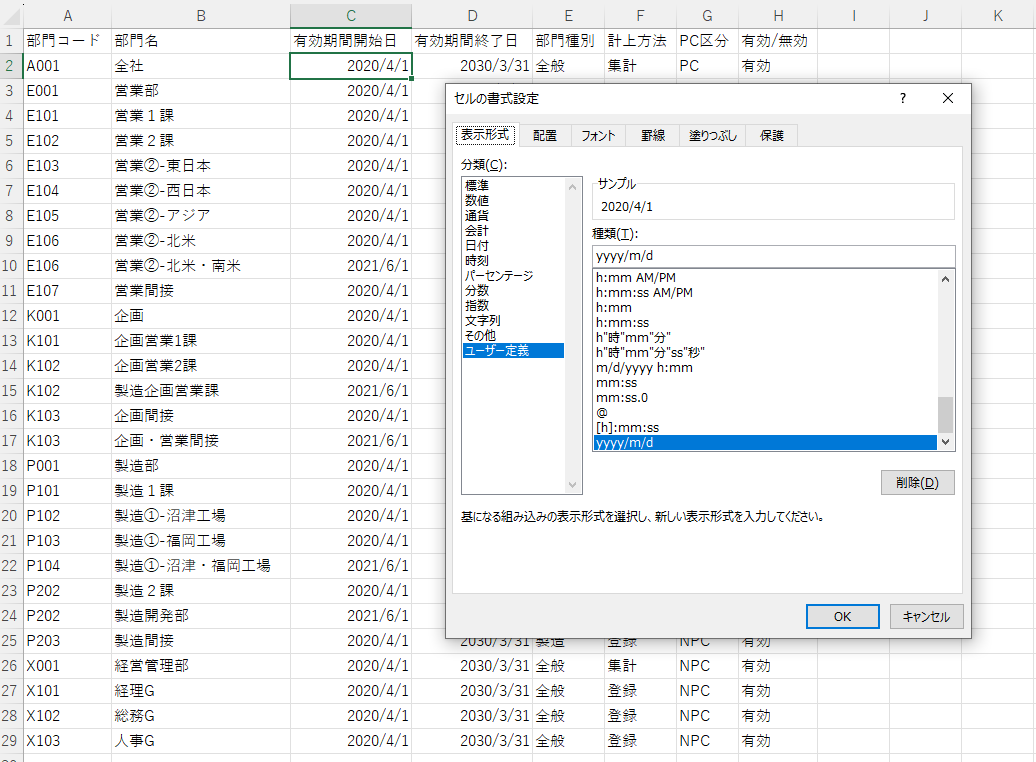 A B C D E F G H I J K
1 部門コード 部門名 有効期間開始日 有効期間終了日 部門種別 計上方法 PC区分 有効/無効
2 A001 全社 2020/4/1 2030/3/31 全般 集計 PC 有効
3 E001 営業部 2020/4/1
4 E101 営業１課 2020/4/1
5 E102 営業２課 2020/4/1
6 E103 営業②-東日本 2020/4/1
7 E104 営業②-西日本 2020/4/1
8 E105 営業②-アジア 2020/4/1
9 E106 営業②-北米 2020/4/1
10 E106 営業②-北米・南米 2021/6/1
11 E107 営業間接 2020/4/1
12 K001 企画 2020/4/1
13 K101 企画営業1課 2020/4/1
14 K102 企画営業2課 2020/4/1
15 K102 製造企画営業課 2021/6/1
16 K103 企画間接 2020/4/1
17 K103 企画・営業間接 2021/6/1
18 P001 製造部 2020/4/1
19 P101 製造１課 2020/4/1
20 P102 製造①-沼津工場 2020/4/1
21 P103 製造①-福岡工場 2020/4/1
22 P104 製造①-沼津・福岡工場 2021/6/1
23 P202 製造２課 2020/4/1
24 P202 製造開発部 2021/6/1
25 P203 製造間接 2020/4/1 2030/3/31 製造 登録 NPC 有効
26 X001 経営管理部 2020/4/1 2030/3/31 全般 集計 NPC 有効
27 X101 経理G 2020/4/1 2030/3/31 全般 登録 NPC 有効
28 X102 総務G 2020/4/1 2030/3/31 全般 登録 NPC 有効
29 X103 人事G 2020/4/1 2030/3/31 全般 登録 NPC 有効
セルの書式設定 ? ×
表示形式 配置 フォント 罫線 塗りつぶし 保護
分類(C):
標準
数値
通貨
会計
日付
時刻
パーセンテージ
分数
指数
文字列
その他
ユーザー定義
サンプル
2020/4/1
種類(T):
yyyy/m/d
h:mm AM/PM
h:mm:ss AM/PM
h:mm
h:mm:ss
h"時"mm"分"
h"時"mm"分"ss"秒"
m/d/yyyy h:mm
mm:ss
mm:ss.0
@
[h]:mm:ss
yyyy/m/d
削除(D)
基になる組み込みの表示形式を選択し、新しい表示形式を入力してください。
OK キャンセル